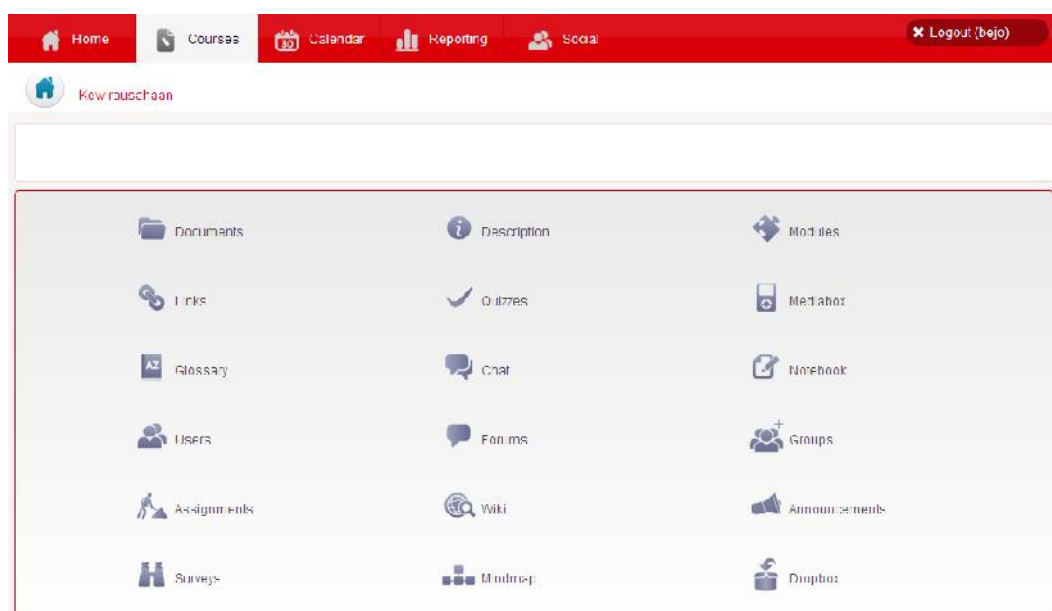 Home Courses Calendar Reporting Social Logout (bejo)
Kewirauschaan
Documents Description Modules
Links Quizzes Mediabox
Glossary Chat Notebook
Users Forums Groups
Assignments Wiki Announcements
Surveys Mindmap Dropbox